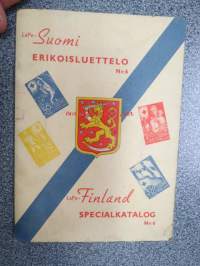 LaPe- Suomi
ERIKOISLUETTELO
No 6
LaPe- Finland
SPECIALKATALOG
No 6